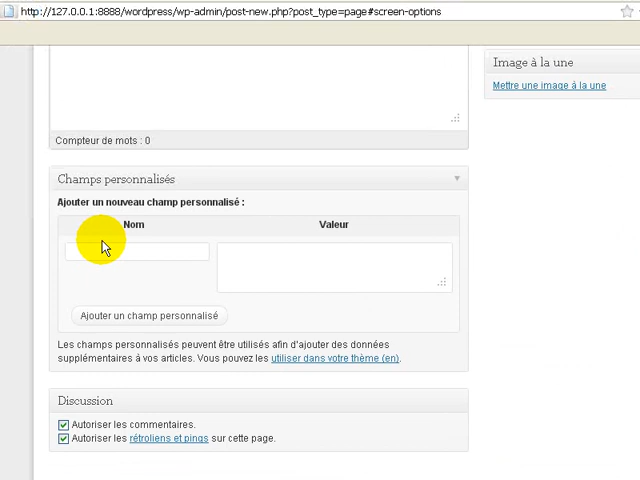 http://127.0.0.1:8888/wordpress/wp-admin/post-new.php?post_type=page#screen-options
Image à la une
Mettre une image à la une
Compteur de mots : 0
Champs personnalisés
Ajouter un nouveau champ personnalisé :
Nom Valeur
Ajouter un champ personnalisé
Les champs personnalisés peuvent être utilisés afin d'ajouter des données
supplémentaires à vos articles. Vous pouvez les utiliser dans votre thème (en).
Discussion
Autoriser les commentaires.
Autoriser les rétroliens et pings sur cette page.